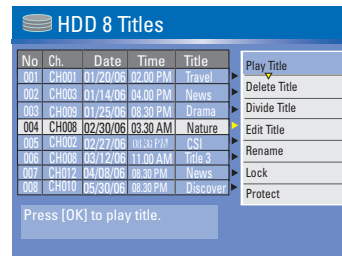 HDD 8 Titles
No Ch. Date Time Title
001 CH001 01/20/06 02.00 PM Travel
002 CH003 01/14/06 04.00 PM News
003 CH009 01/25/06 08.30 PM Drama
004 CH008 02/30/06 03.30 AM Nature
005 CH002 02/27/06 08.30 PM CSI
006 CH008 03/12/06 11.00 AM Title 3
007 CH012 04/08/06 08.30 PM News
008 CH010 05/30/06 08.30 PM Discover
Play Title
Delete Title
Divide Title
Edit Title
Rename
Lock
Protect
Press [OK] to play title.